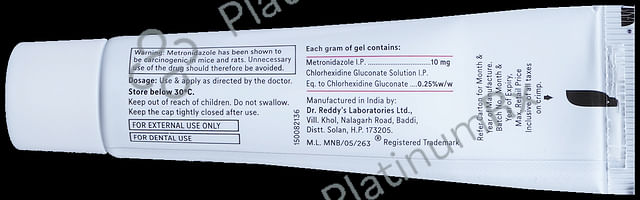 Warning: Metronidazole has been shown to
be carcinogenic in mice and rats. Unnecessary
use of the drug should therefore be avoided.
Dosage: Use & apply as directed by the doctor.
Store below 30°C.
Keep out of reach of children. Do not swallow.
Keep the cap tightly closed after use.
FOR EXTERNAL USE ONLY
FOR DENTAL USE
150082136
Each gram of gel contains:
Metronidazole I.P. ........................10 mg
Chlorhexidine Gluconate Solution I.P.
Eq. to Chlorhexidine Gluconate ....0.25%w/w
Manufactured in India by:
Dr. Reddy's Laboratories Ltd.,
Vill. Khol, Nalagarh Road, Baddi,
Distt. Solan, H.P. 173205.
M.L. MNB/05/263 ® Registered Trademark
Refer Carton for Month &
Year of Manufacture.
Batch No., Month &
Year of Expiry,
Max. Retail Price
Inclusive of all taxes
on crimp.
Platinum
Platinum